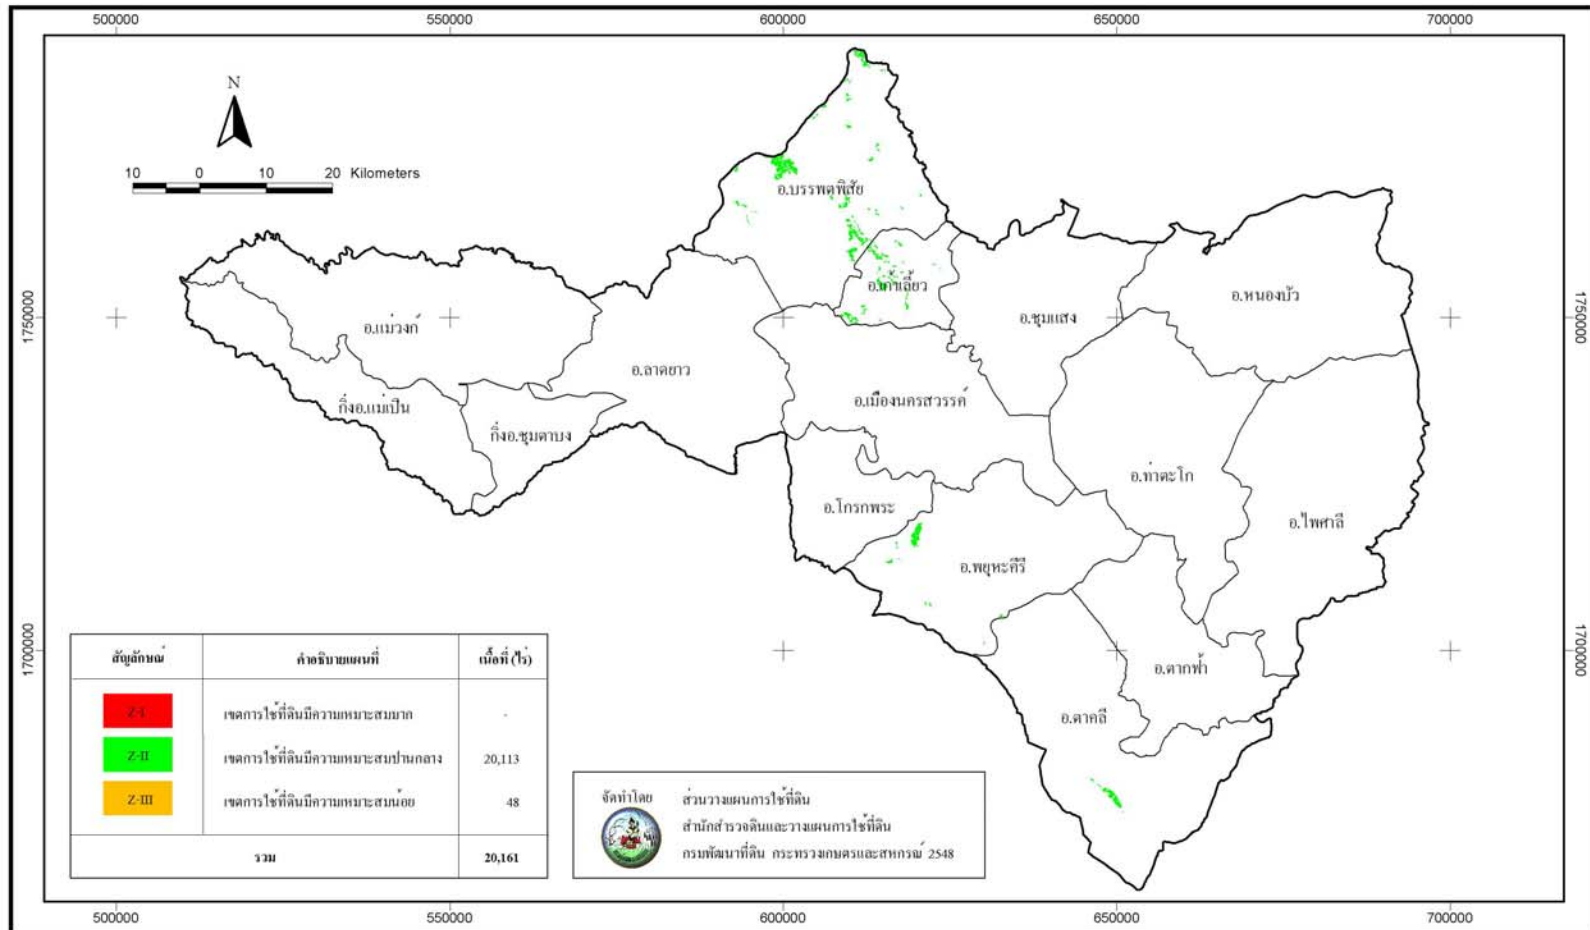 500000 550000 600000 650000 700000
N
10 0 10 20 Kilometers
อ.บรรพตพิสัย
อ.เก้าเลี้ยว
อ.หนองบัว
อ.ชุมแสง
1750000 1750000
อ.แม่วงก์
อ.ลาดยาว
อ.เมืองนครสวรรค์
กิ่งอ.แม่เปิน
กิ่งอ.ชุมตาบง
อ.ท่าตะโก
อ.โกรกพระ
อ.ไพศาลี
อ.พยุหะคีรี
1700000 1700000
อ.ตากฟ้า
อ.ตาคลี
สัญลักษณ์ คำอธิบายแผนที่ เนื้อที่ (ไร่)
Z-I เขตการใช้ที่ดินมีความเหมาะสมมาก -
Z-II เขตการใช้ที่ดินมีความเหมาะสมปานกลาง 20,113
Z-III เขตการใช้ที่ดินมีความเหมาะสมน้อย 48
รวม 20,161
จัดทำโดย ส่วนวางแผนการใช้ที่ดิน
สำนักสำรวจดินและวางแผนการใช้ที่ดิน
กรมพัฒนาที่ดิน กระทรวงเกษตรและสหกรณ์ 2548
500000 550000 600000 650000 700000